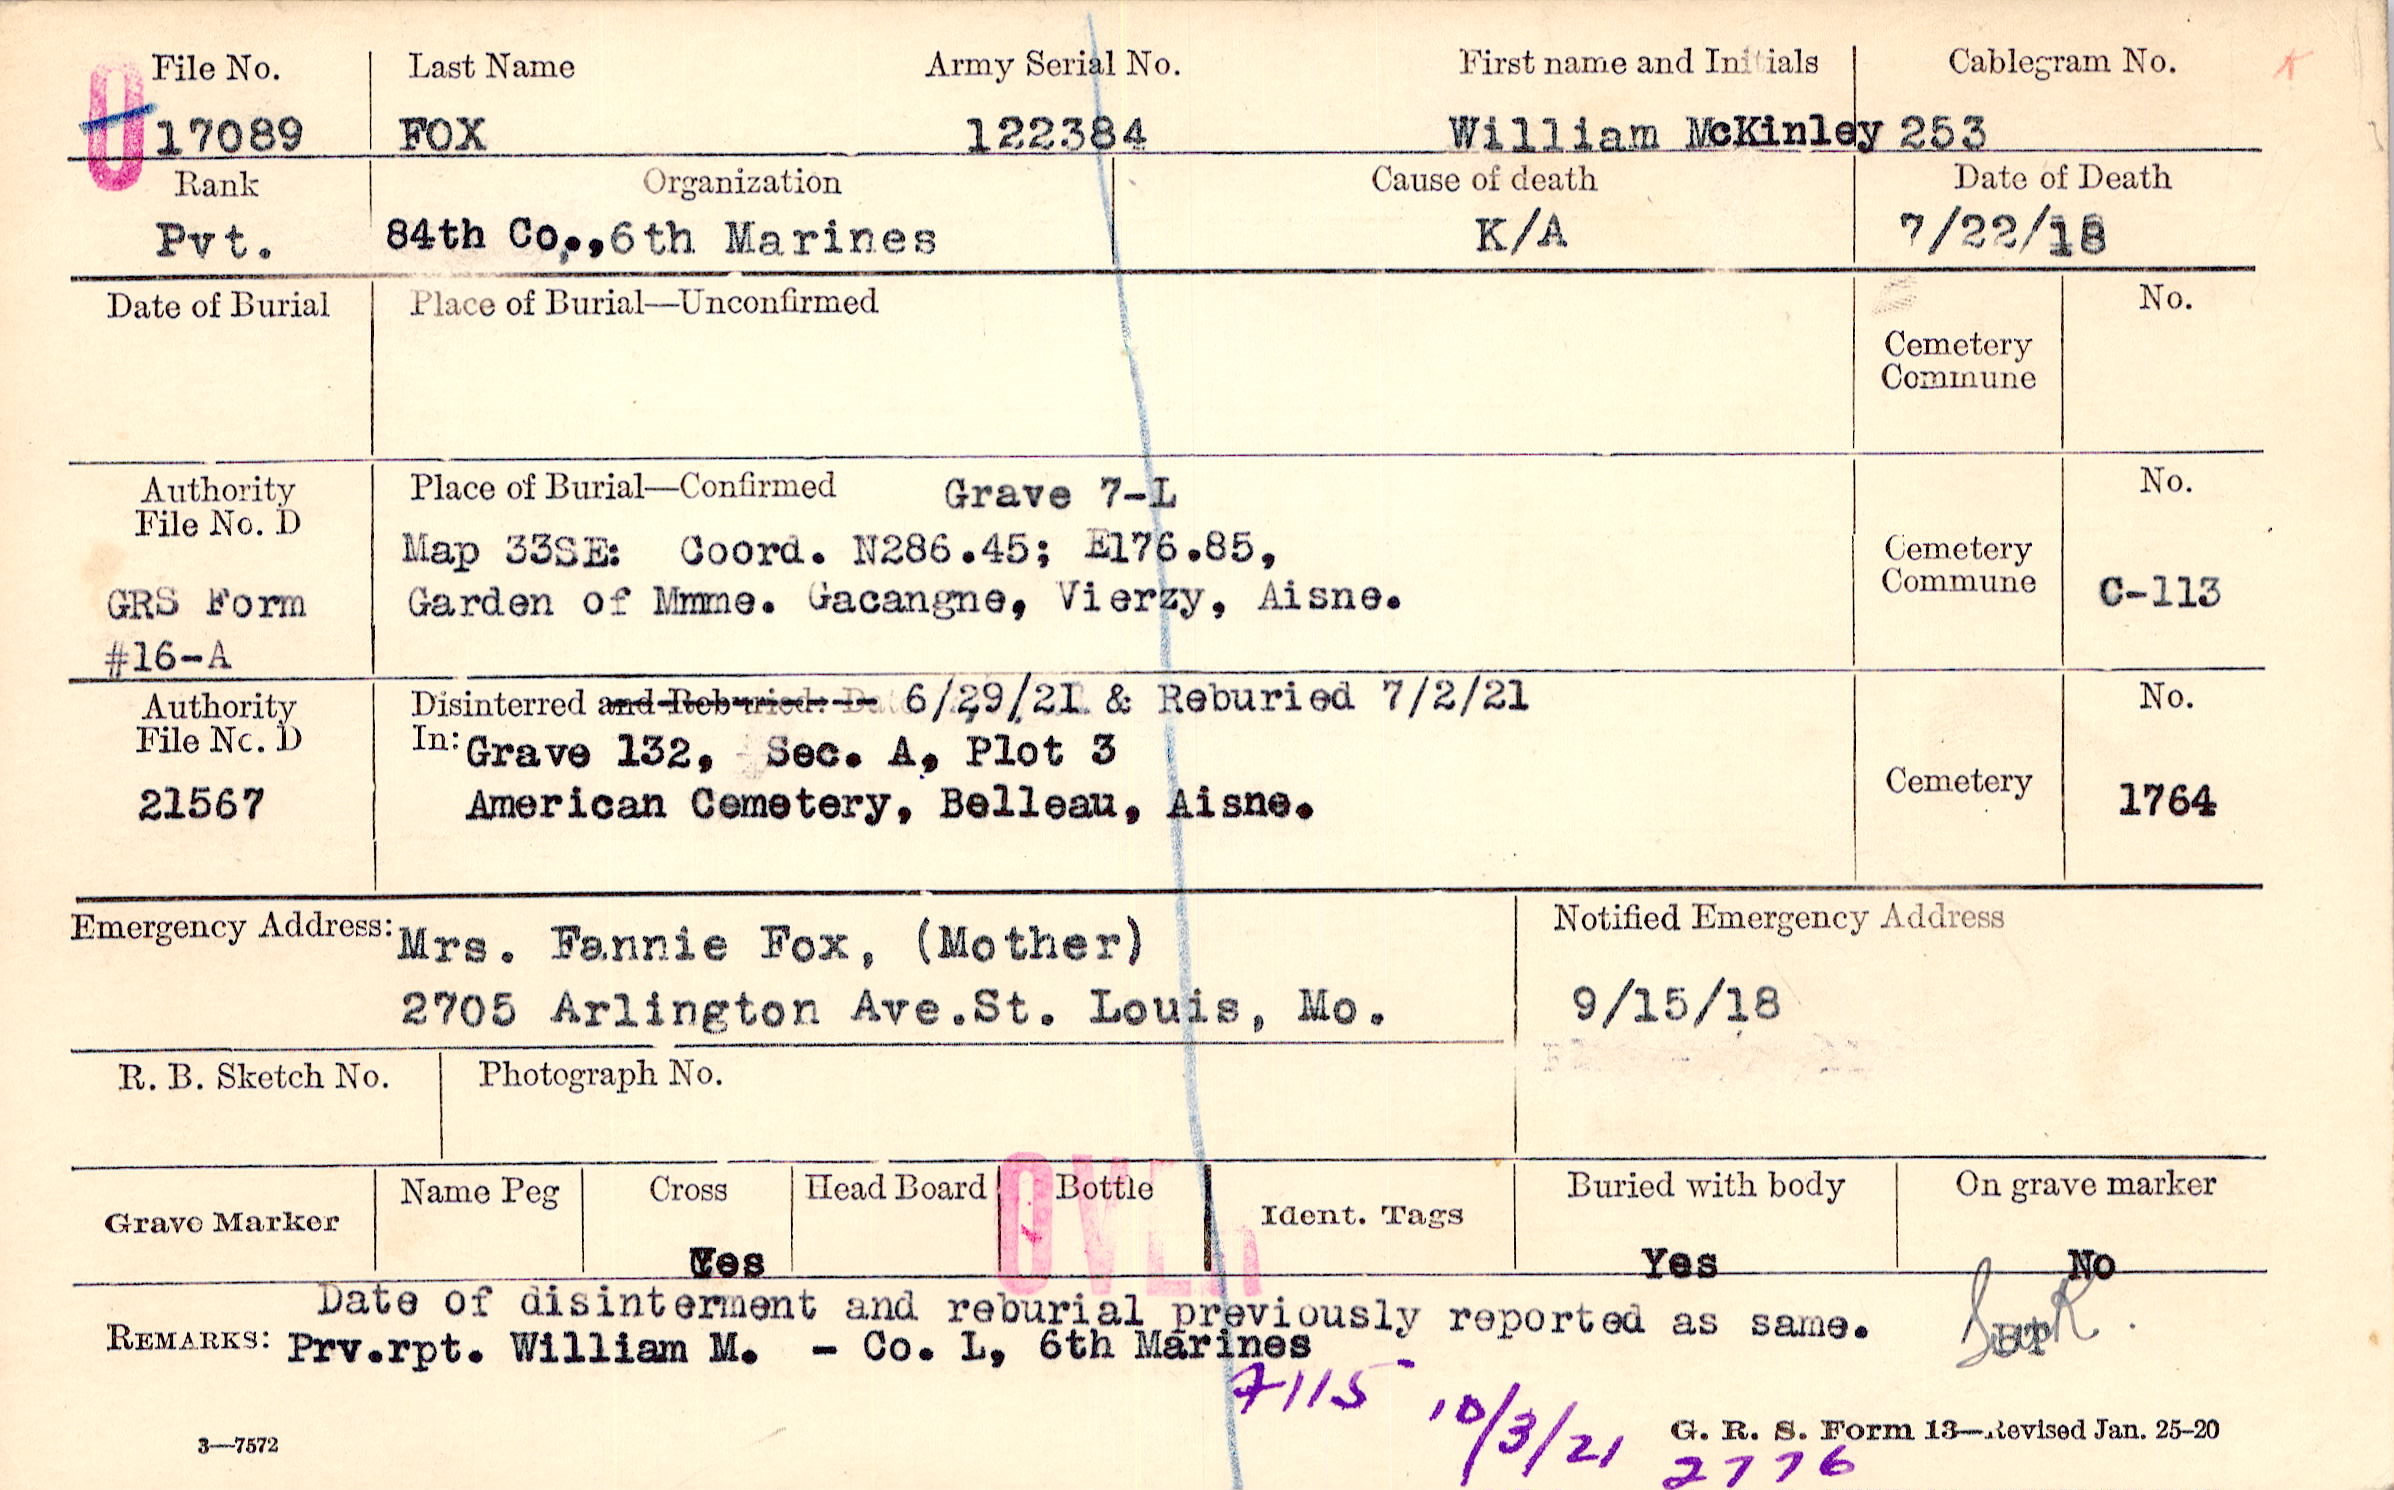 File No. Last Name Army Serial No. First name and Initials Cablegram No.
17089 FOX 122384 William McKinley 253
Rank Organization Cause of death Date of Death
Pvt. 84th Co.,,6th Marines K/A 7/22/18
Date of Burial Place of Burial—Unconfirmed No.
Cemetery
Commune
Authority Place of Burial—Confirmed Grave 7-L No.
File No. D
Map 33SE: Coord. N286.45; E176.85, Cemetery
GRS Form Garden of Mmme. Gacangne, Vierzy, Aisne. Commune C-113
#16-A
Authority Disinterred and Reburied: Date 6/29/21 & Reburied 7/2/21 No.
File No. D In: Grave 132, Sec. A, Plot 3
21567 American Cemetery, Belleau, Aisne. Cemetery 1764
Emergency Address: Mrs. Fannie Fox, (Mother) Notified Emergency Address
2705 Arlington Ave.St. Louis, Mo. 9/15/18
R. B. Sketch No. Photograph No.
Grave Marker Name Peg Cross Head Board Bottle Ident. Tags Buried with body On grave marker
Yes Yes No
OVER
Date of disinterment and reburial previously reported as same.
REMARKS: Prv.rpt. William M. - Co. L, 6th Marines
7115 10/3/21
3—7572 G. R. S. Form 13—Revised Jan. 25-20
2776